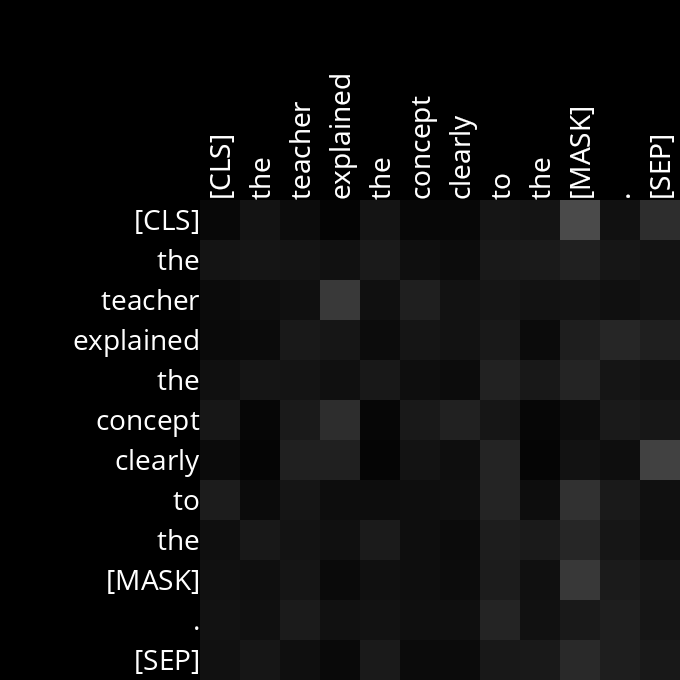 [CLS] the teacher explained the concept clearly to the [MASK] . [SEP]
[CLS]
the
teacher
explained
the
concept
clearly
to
the
[MASK]
.
[SEP]